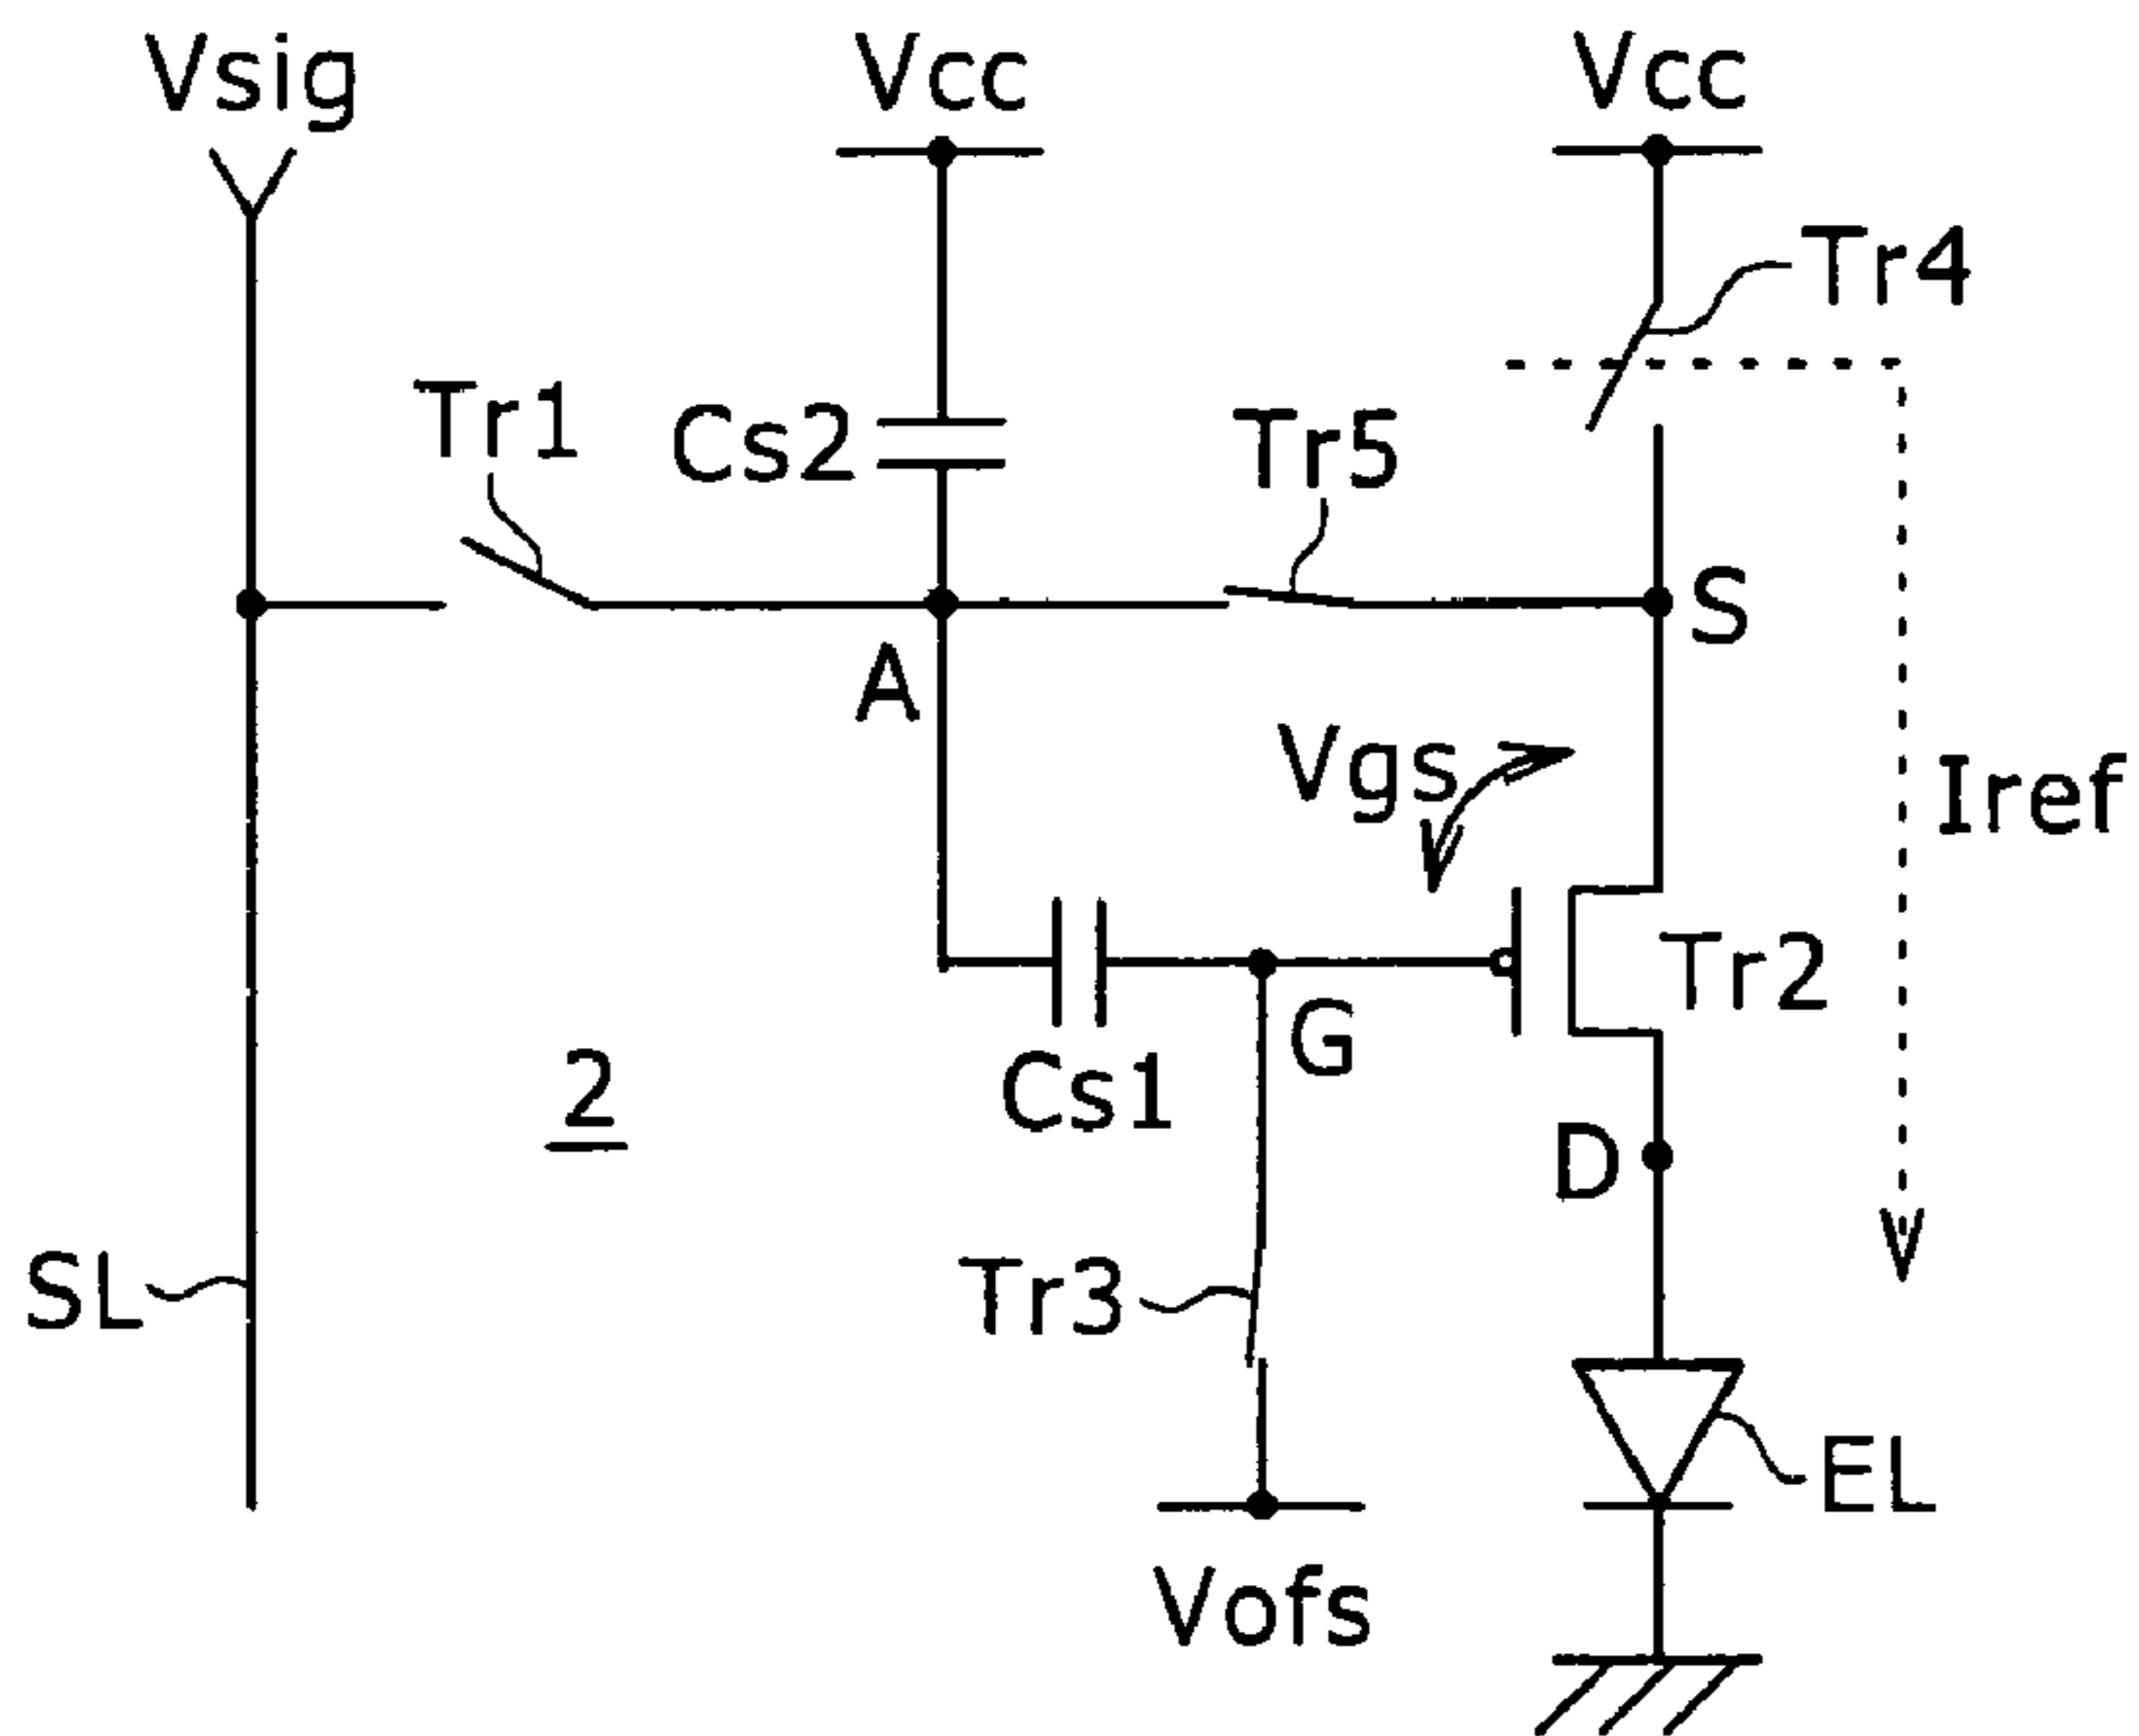 Vsig
Vcc
Vcc
Tr4
Tr1
Cs2
Tr5
S
A
Vgs
Iref
Tr2
G
Cs1
2
D
SL
Tr3
EL
Vofs